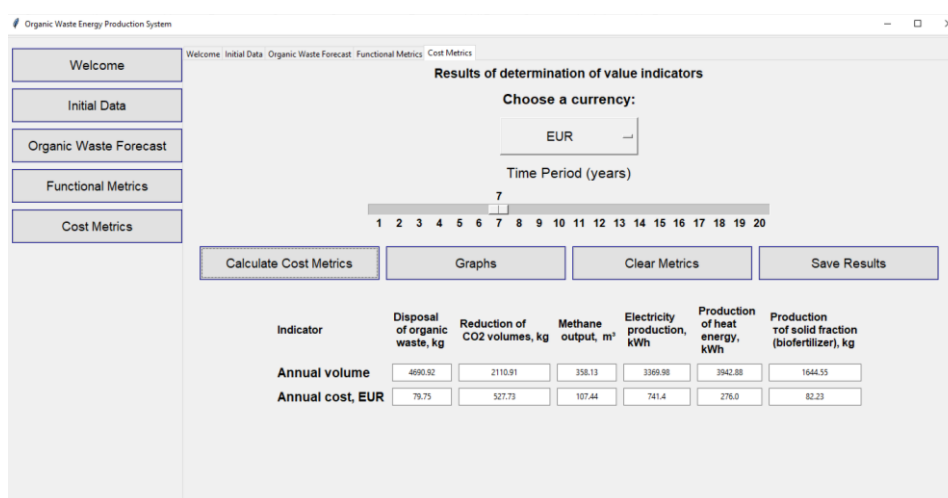 Organic Waste Energy Production System
Welcome
Initial Data
Organic Waste Forecast
Functional Metrics
Cost Metrics
Welcome Initial Data Organic Waste Forecast Functional Metrics Cost Metrics
Results of determination of value indicators
Choose a currency:
EUR
Time Period (years)
7
1 2 3 4 5 6 7 8 9 10 11 12 13 14 15 16 17 18 19 20
Calculate Cost Metrics Graphs Clear Metrics Save Results
Indicator
Disposal
of organic
waste, kg
Reduction of
CO2 volumes, kg
Methane
output, m³
Electricity
production,
kWh
Production
of heat
energy,
kWh
Production
тof solid fraction
(biofertilizer), kg
Annual volume 4690.92 2110.91 358.13 3369.98 3942.88 1644.55
Annual cost, EUR 79.75 527.73 107.44 741.4 276.0 82.23